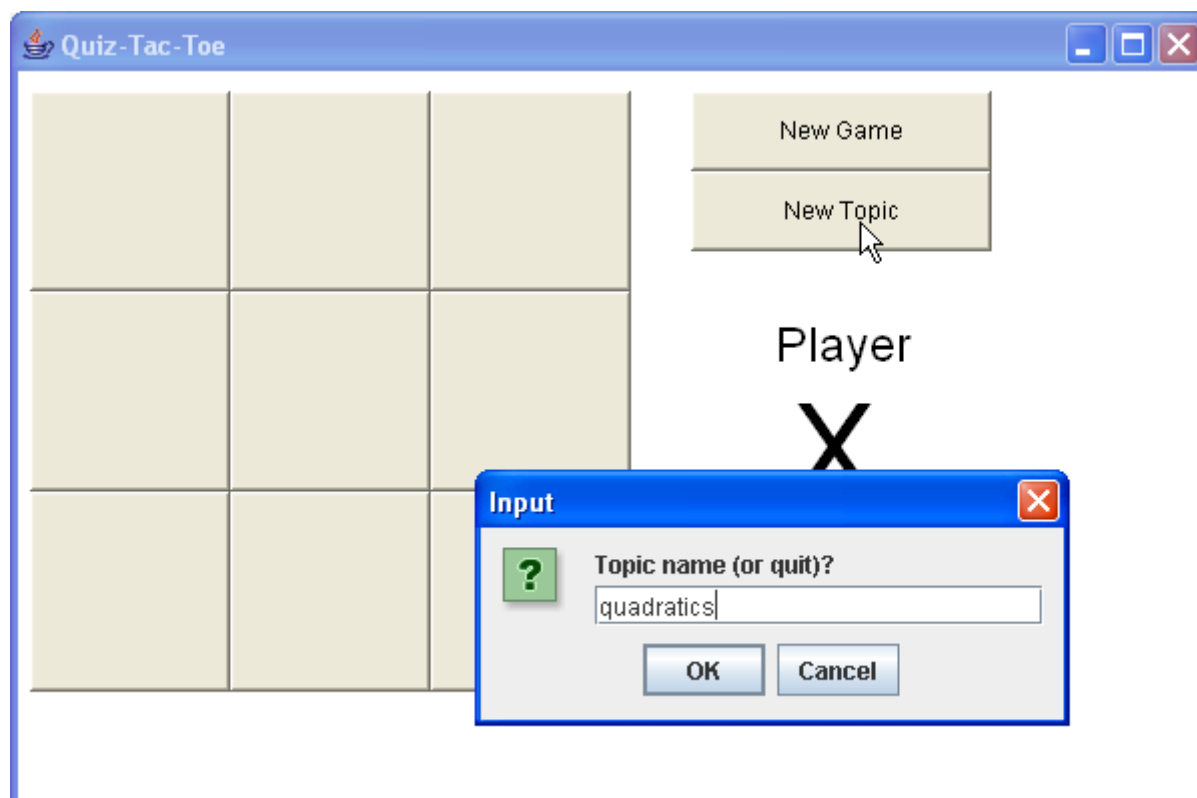 Quiz-Tac-Toe
New Game
New Topic
Player
X
Input
?
Topic name (or quit)?
quadratics
OK
Cancel